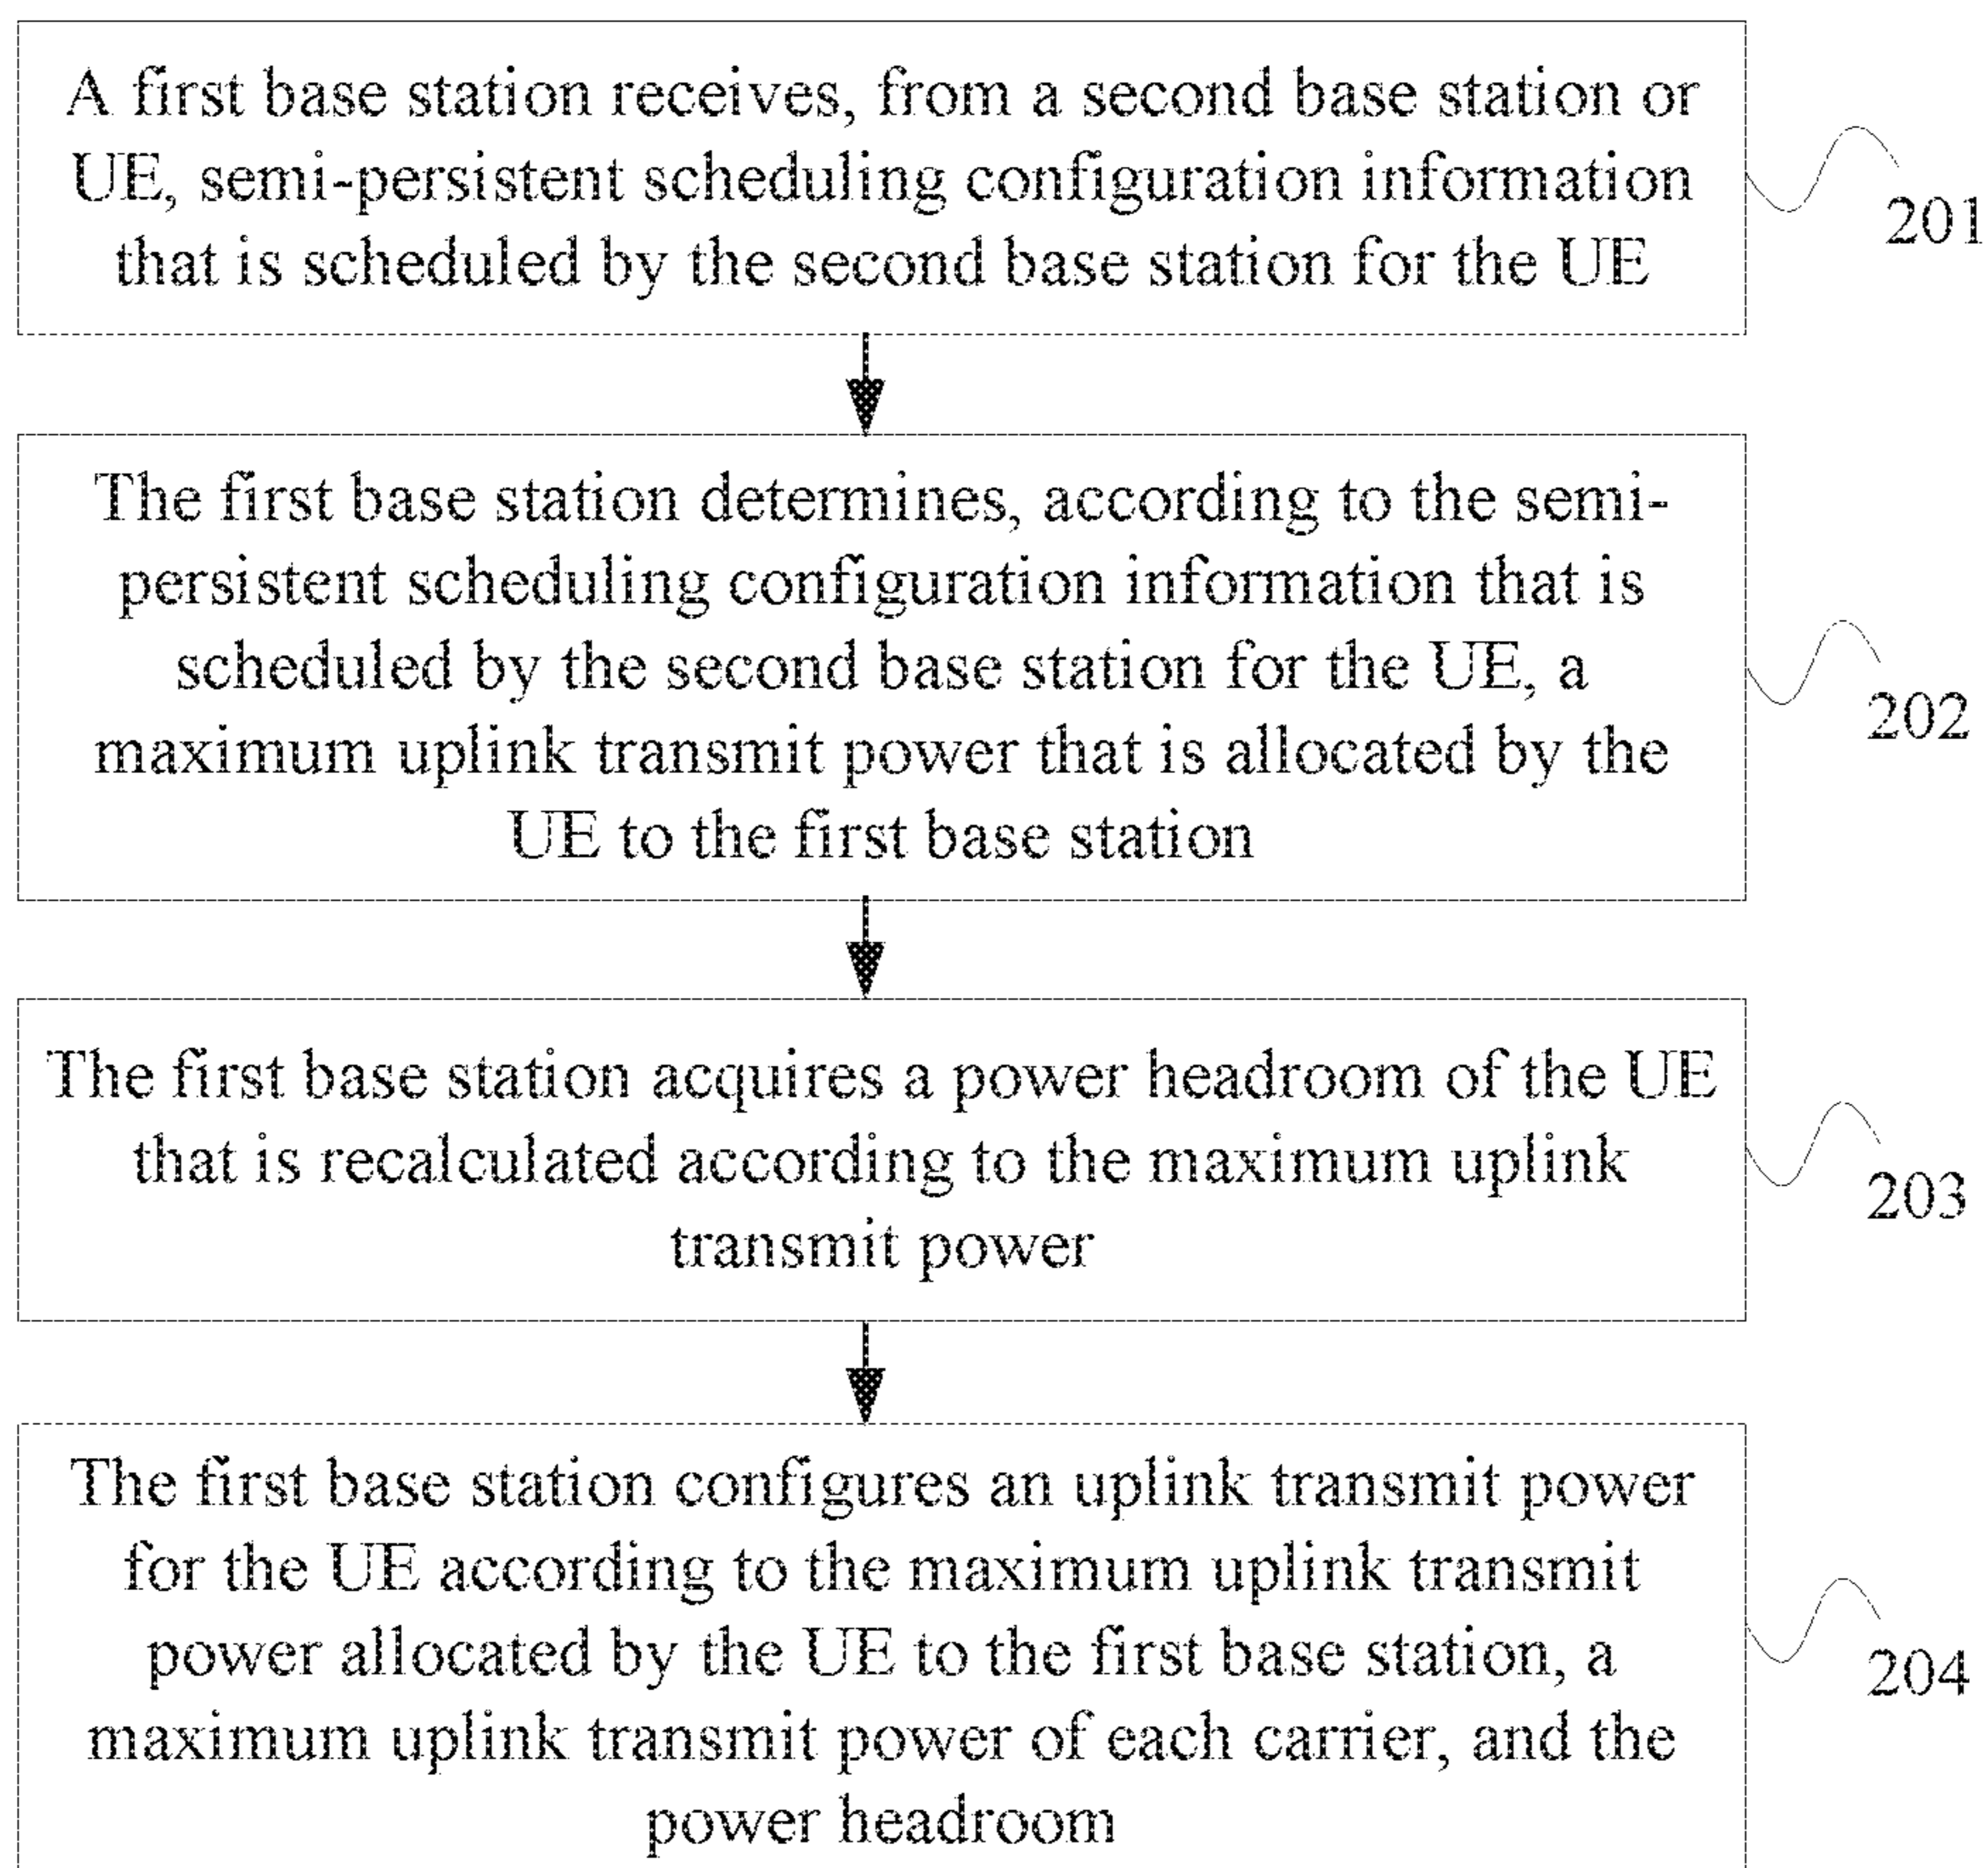 A first base station receives, from a second base station or
UE, semi-persistent scheduling configuration information
that is scheduled by the second base station for the UE
201
The first base station determines, according to the semi-
persistent scheduling configuration information that is
scheduled by the second base station for the UE, a
maximum uplink transmit power that is allocated by the
UE to the first base station
202
The first base station acquires a power headroom of the UE
that is recalculated according to the maximum uplink
transmit power
203
The first base station configures an uplink transmit power
for the UE according to the maximum uplink transmit
power allocated by the UE to the first base station, a
maximum uplink transmit power of each carrier, and the
power headroom
204